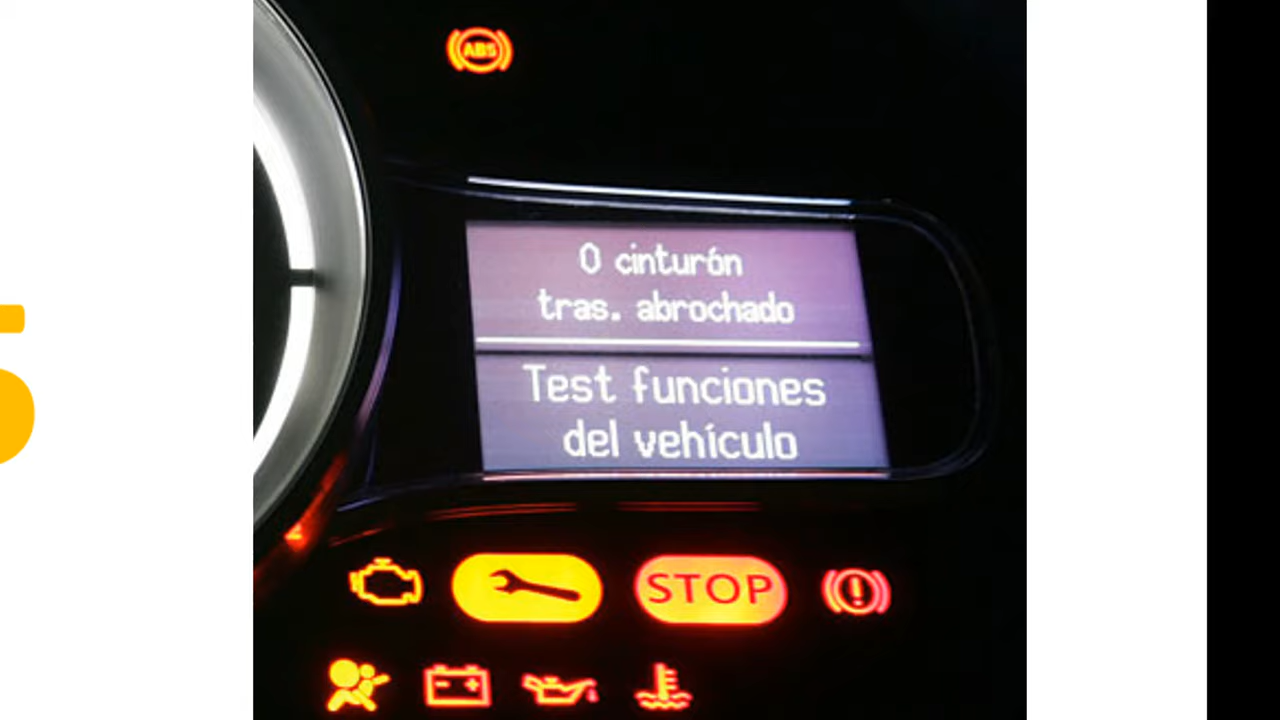 ABS
0 cinturón
tras. abrochado
Test funciones
del vehículo
STOP